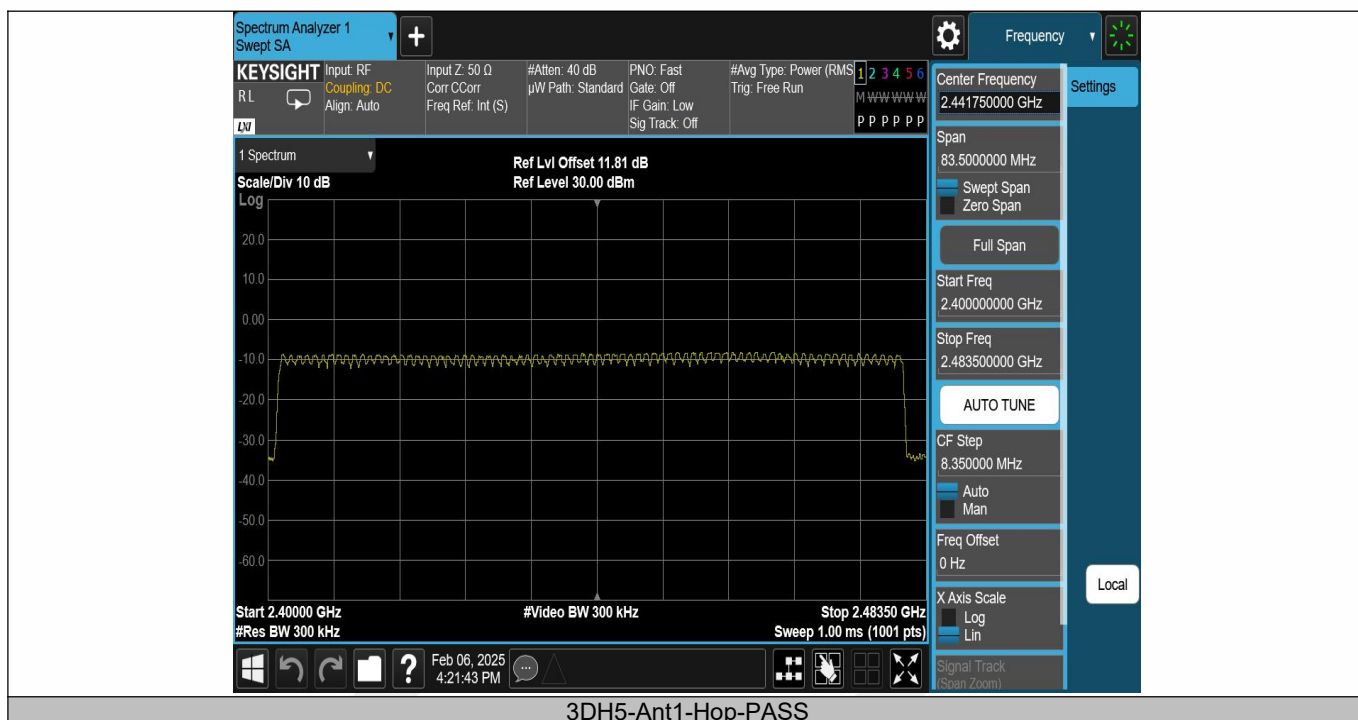 Spectrum Analyzer 1
Swept SA
+
Frequency
KEYSIGHT
Input: RF
Coupling: DC
Align: Auto
Input Z: 50 Ω
Corr CCorr
Freq Ref: Int (S)
#Atten: 40 dB
µW Path: Standard
PNO: Fast
Gate: Off
IF Gain: Low
Sig Track: Off
#Avg Type: Power (RMS
Trig: Free Run
1 2 3 4 5 6
M W W W W W
P P P P P P
R L
LXI
1 Spectrum
Ref Lvl Offset 11.81 dB
Scale/Div 10 dB
Ref Level 30.00 dBm
Log
20.0
10.0
0.00
-10.0
-20.0
-30.0
-40.0
-50.0
-60.0
Start 2.40000 GHz
#Video BW 300 kHz
Stop 2.48350 GHz
#Res BW 300 kHz
Sweep 1.00 ms (1001 pts)
Center Frequency
2.441750000 GHz
Settings
Span
83.5000000 MHz
Swept Span
Zero Span
Full Span
Start Freq
2.400000000 GHz
Stop Freq
2.483500000 GHz
AUTO TUNE
CF Step
8.350000 MHz
Auto
Man
Freq Offset
0 Hz
X Axis Scale
Log
Lin
Signal Track
(Span Zoom)
Local
?
Feb 06, 2025
4:21:43 PM
3DH5-Ant1-Hop-PASS